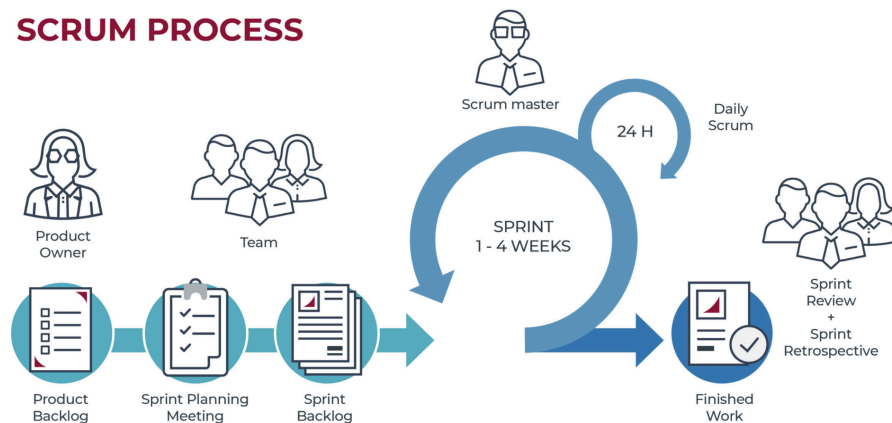 SCRUM PROCESS
Scrum master
24 H
Daily
Scrum
Product
Owner
Team
SPRINT
1 - 4 WEEKS
Sprint
Review
+
Sprint
Retrospective
Product
Backlog
Sprint Planning
Meeting
Sprint
Backlog
Finished
Work